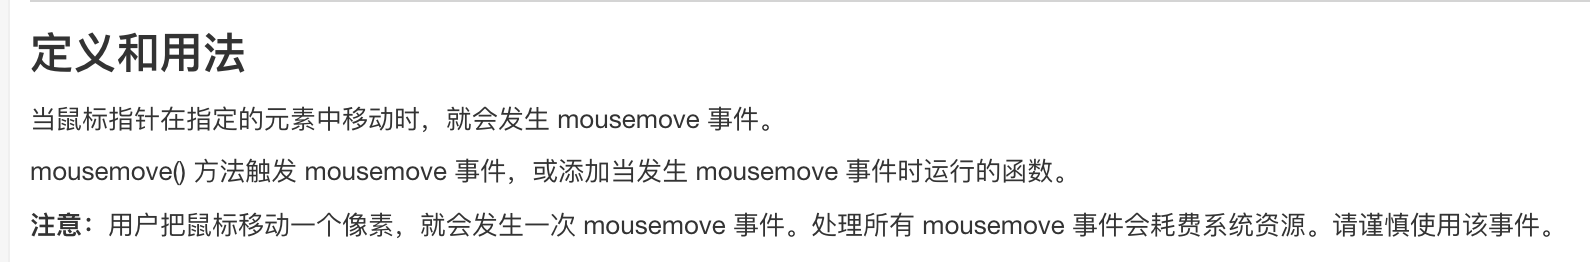 定义和用法
当鼠标指针在指定的元素中移动时，就会发生 mousemove 事件。
mousemove() 方法触发 mousemove 事件，或添加当发生 mousemove 事件时运行的函数。
注意：用户把鼠标移动一个像素，就会发生一次 mousemove 事件。处理所有 mousemove 事件会耗费系统资源。请谨慎使用该事件。